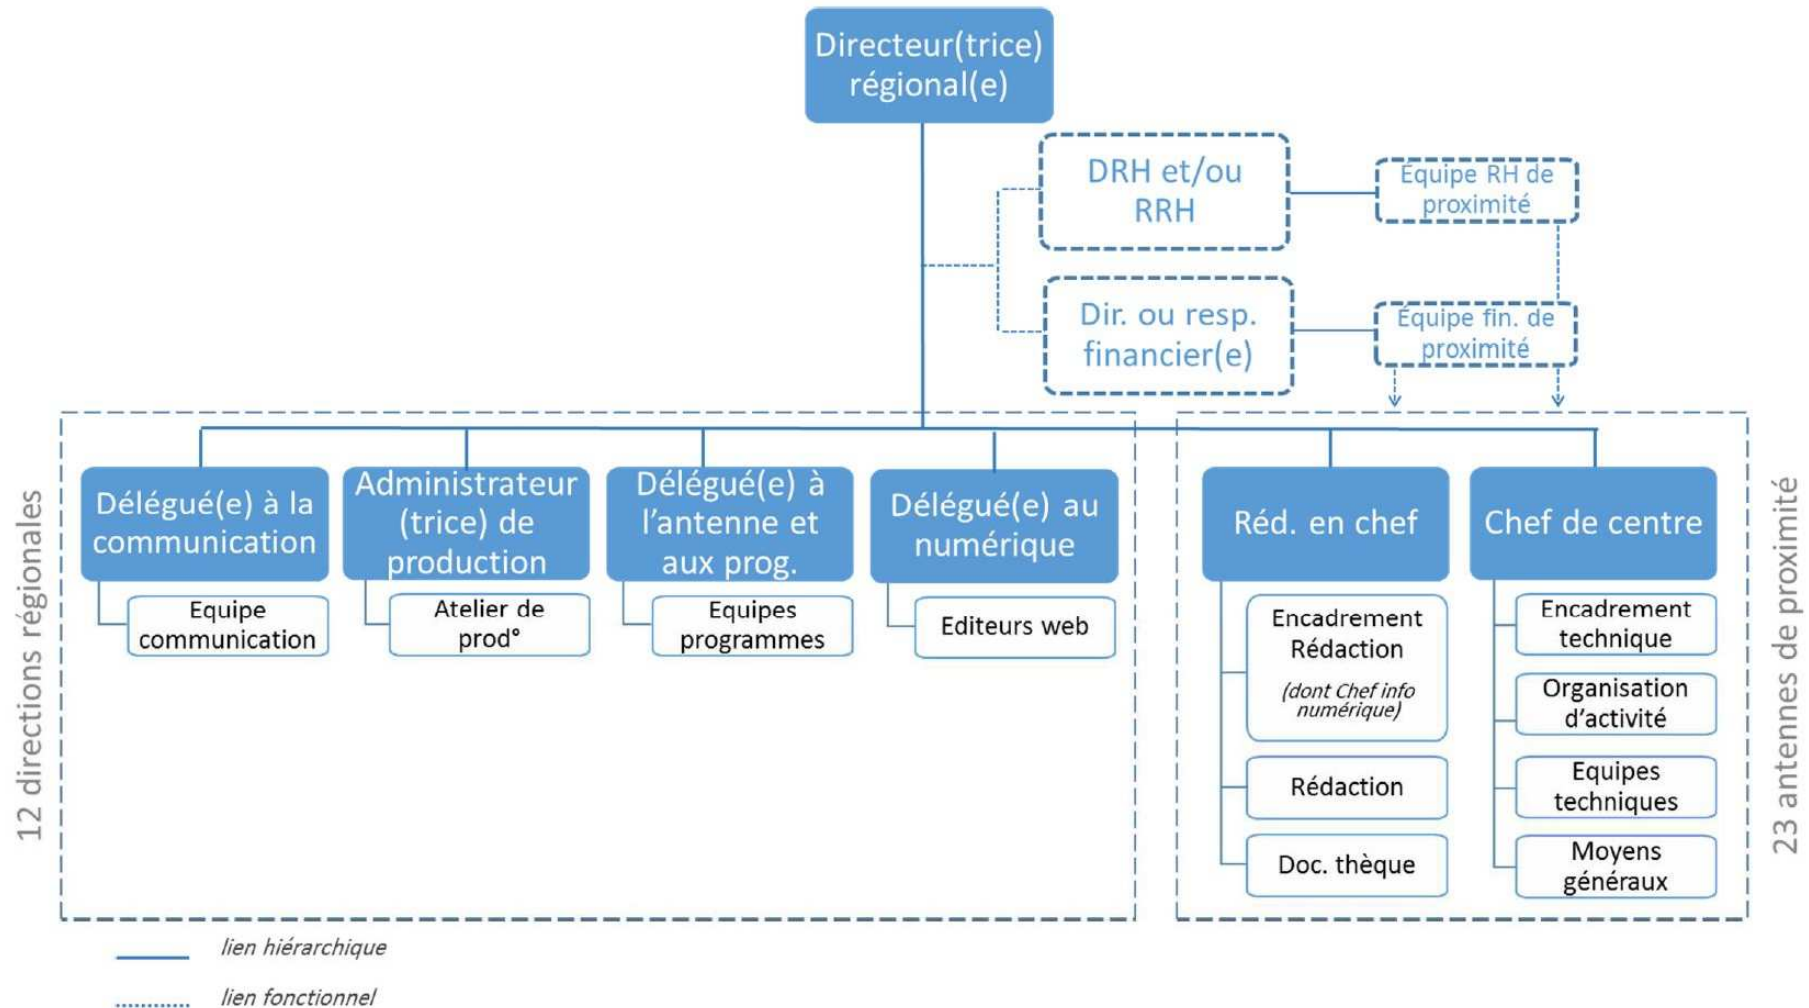 Directeur(trice)
régional(e)
DRH et/ou
RRH
Équipe RH de
proximité
Dir. ou resp.
financier(e)
Équipe fin. de
proximité
12 directions régionales
Délégué(e) à la
communication
Equipe
communication
Administrateur
(trice) de
production
Atelier de
prod°
Délégué(e) à
l'antenne et
aux prog.
Equipes
programmes
Délégué(e) au
numérique
Editeurs web
Réd. en chef
Encadrement
Rédaction
(dont Chef info
numérique)
Rédaction
Doc. thèque
Chef de centre
Encadrement
technique
Organisation
d'activité
Equipes
techniques
Moyens
généraux
23 antennes de proximité
lien hiérarchique
lien fonctionnel